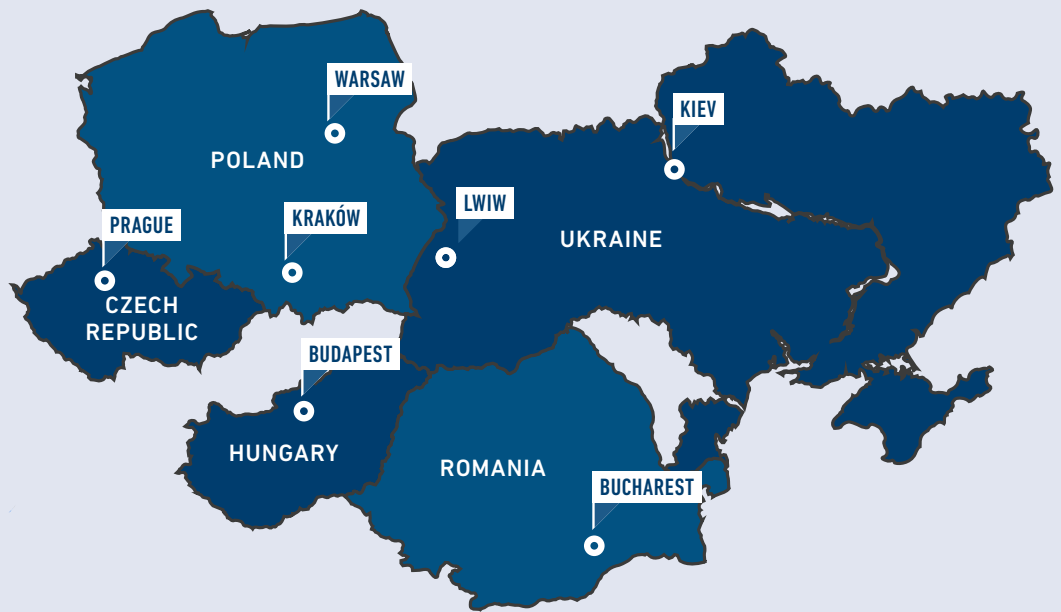 WARSAW
KIEV
POLAND
LWIW
KRAKÓW
PRAGUE
UKRAINE
CZECH
REPUBLIC
BUDAPEST
HUNGARY
ROMANIA
BUCHAREST